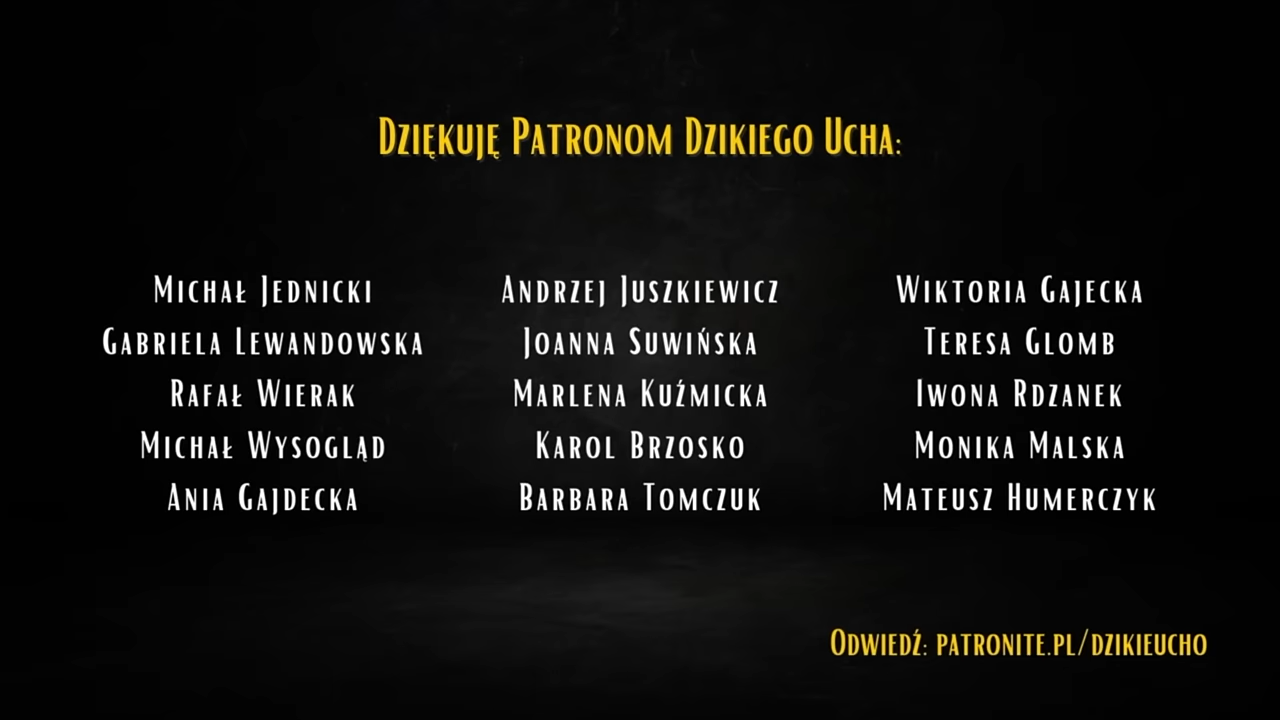 Dziękuję Patronom Dzikiego Ucha:
Michał Jednicki
Gabriela Lewandowska
Rafał Wierak
Michał Wysogląd
Ania Gajdecka
Andrzej Juszkiewicz
Joanna Suwińska
Marlena Kuźmicka
Karol Brzosko
Barbara Tomczuk
Wiktoria Gajecka
Teresa Glomb
Iwona Rdzanek
Monika Malska
Mateusz Humerczyk
Odwiedź: patronite.pl/dzikieucho